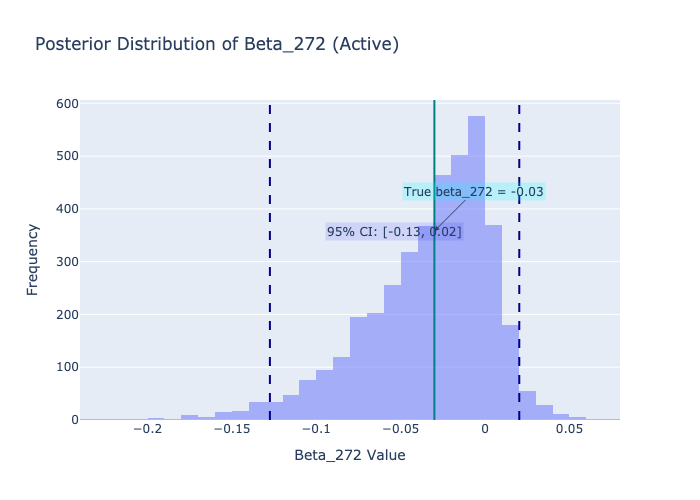 Posterior Distribution of Beta_272 (Active)
600
500
400
300
200
100
0
Frequency
True beta_272 = -0.03
95% CI: [-0.13, 0.02]
−0.2
−0.15
−0.1
−0.05
0
0.05
Beta_272 Value